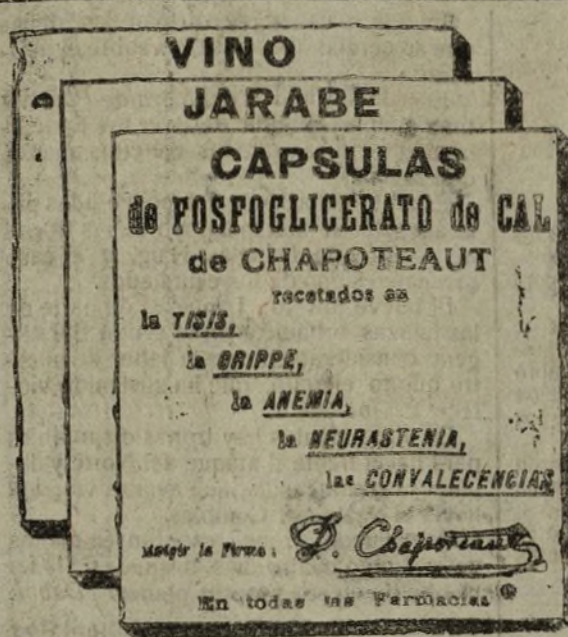 VINO
JARABE
CAPSULAS
de FOSFOGLICERATO de CAL
de CHAPOTEAUT
recetados en
la TISIS,
la GRIPPE,
la ANEMIA,
la NEURASTENIA,
las CONVALECENCIAS
Exigir la Firma: P. Chapoteaut
En todas las Farmacias